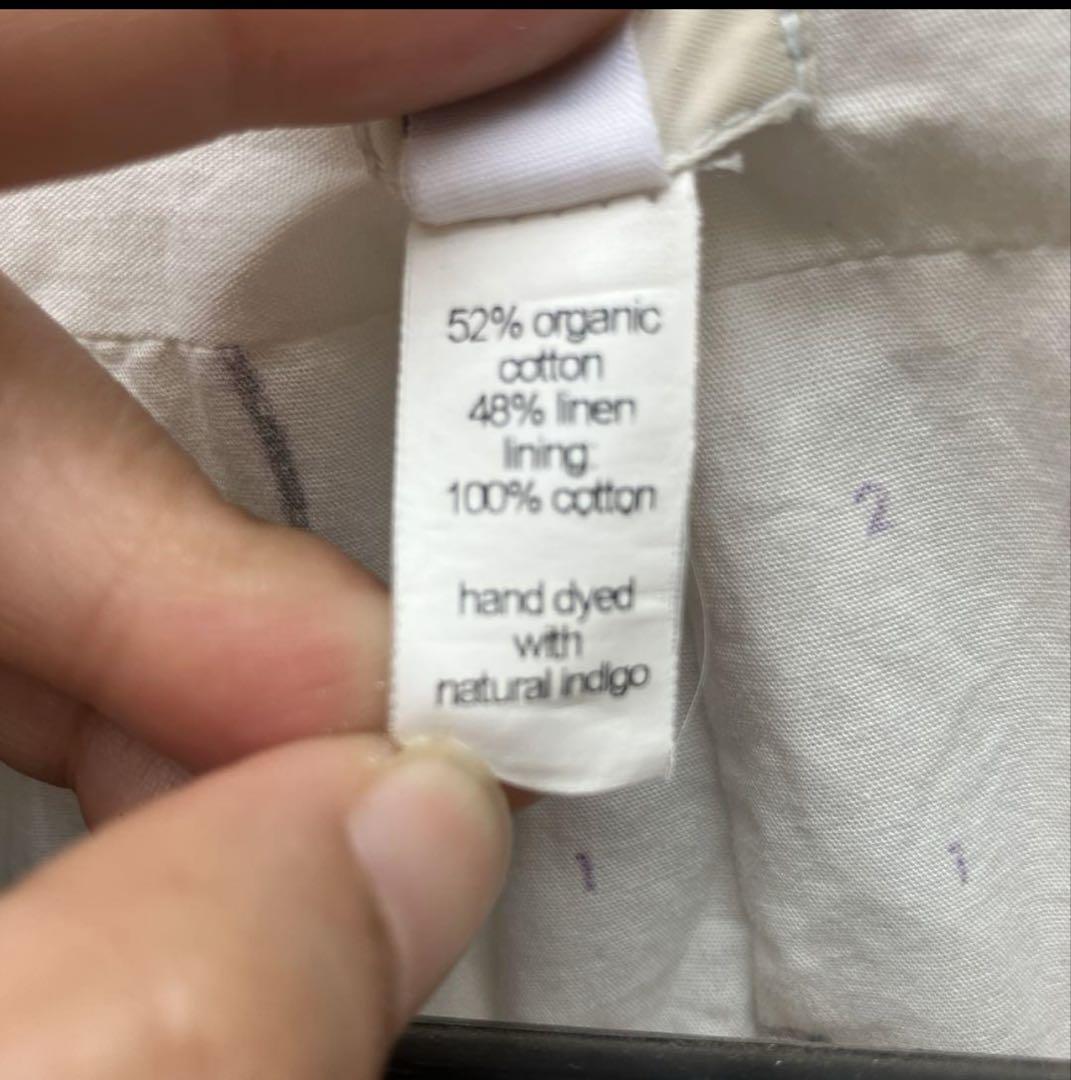 52% organic
cotton
48% linen
lining:
100% cotton
hand dyed
with
natural indigo
2
1
1